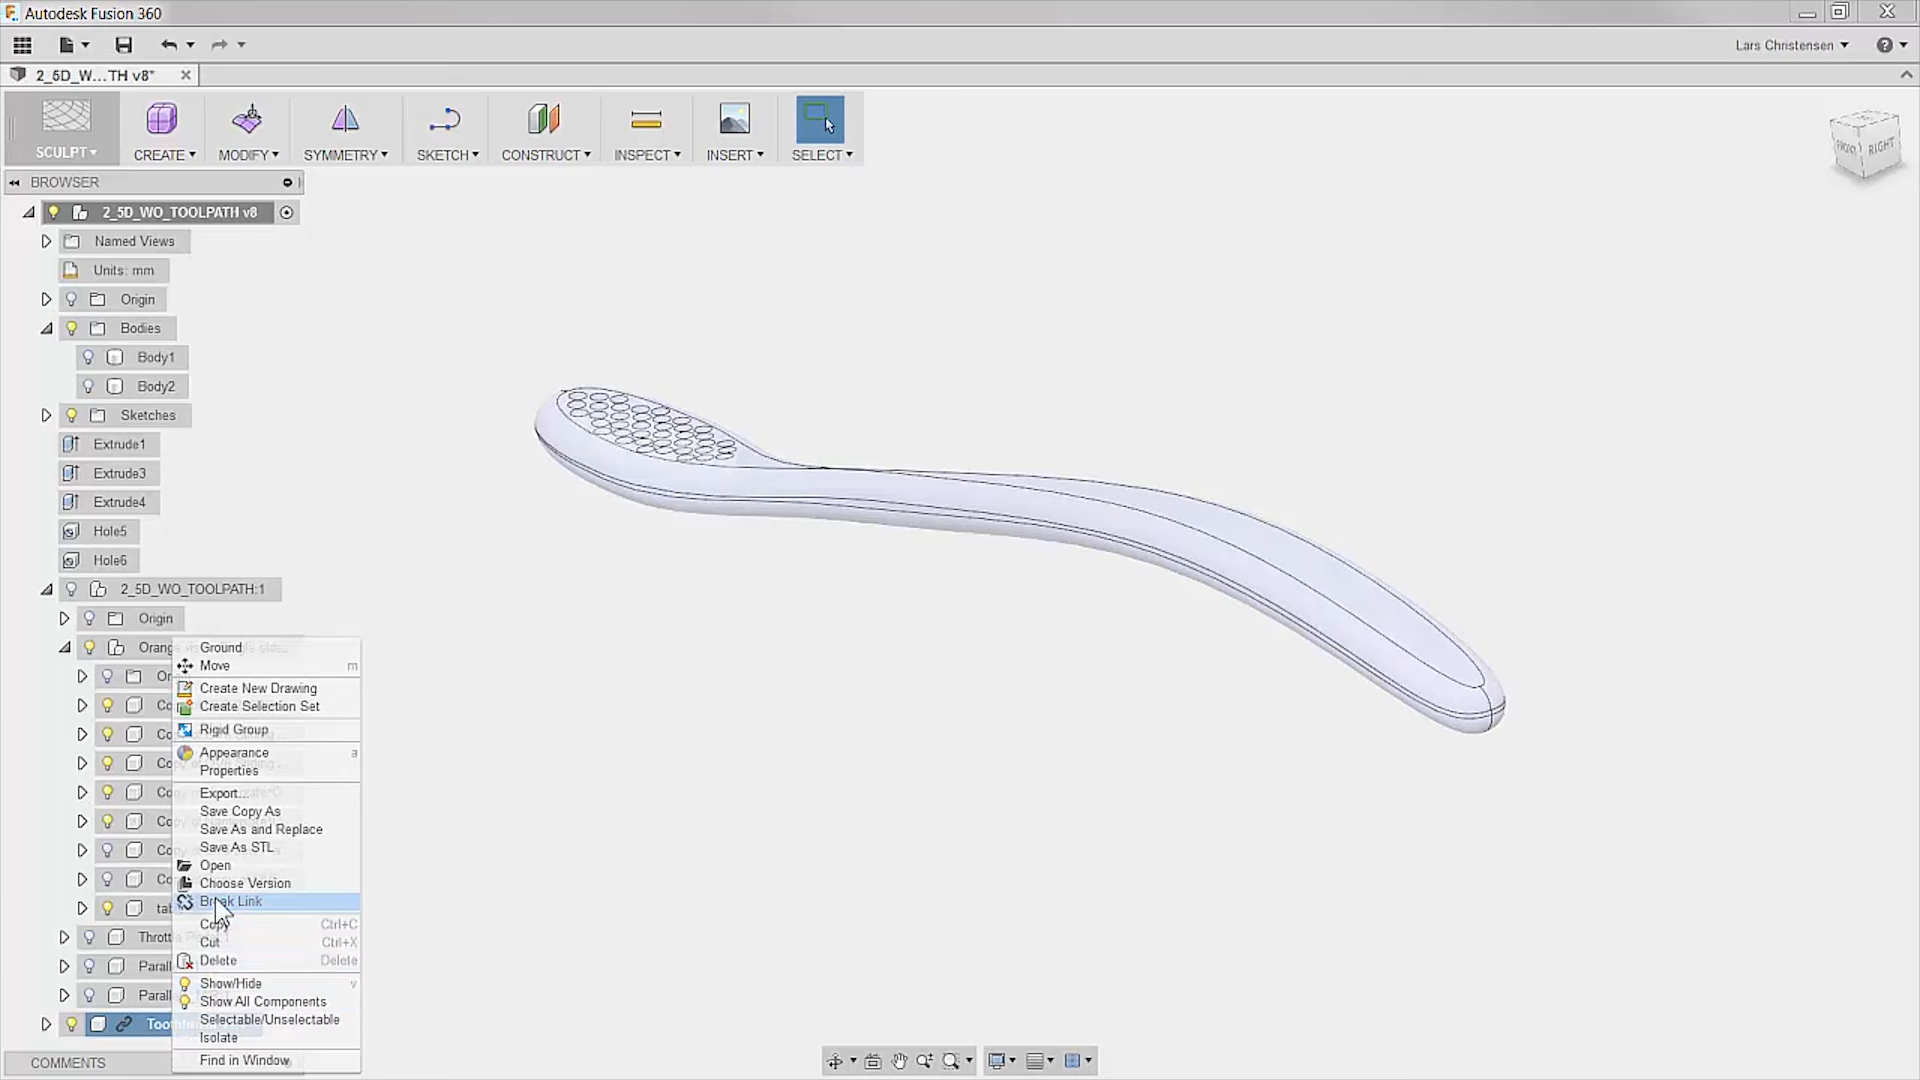 Autodesk Fusion 360
Lars Christensen
2_5D_W...TH v8*
SCULPT
CREATE
MODIFY
SYMMETRY
SKETCH
CONSTRUCT
INSPECT
INSERT
SELECT
FRONT
RIGHT
BROWSER
2_5D_WO_TOOLPATH v8
Named Views
Units: mm
Origin
Bodies
Body1
Body2
Sketches
Extrude1
Extrude3
Extrude4
Hole5
Hole6
2_5D_WO_TOOLPATH:1
Origin
Ground
Move m
Create New Drawing
Create Selection Set
Rigid Group
Appearance a
Properties
Export...
Save Copy As
Save As and Replace
Save As STL
Open
Choose Version
Break Link
Copy Ctrl+C
Cut Ctrl+X
Delete Delete
Show/Hide v
Show All Components
Selectable/Unselectable
Isolate
Find in Window
COMMENTS